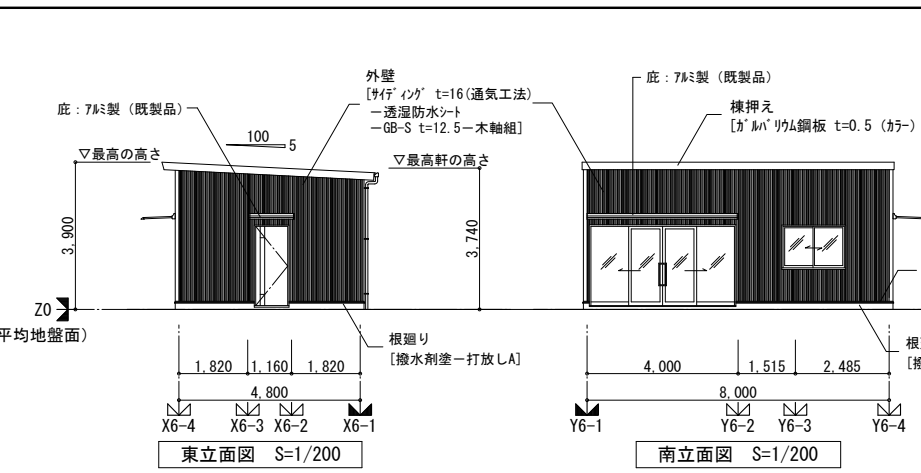 外壁
[ｻｲﾃﾞｨﾝｸﾞ t=16(通気工法)
－透湿防水ｼｰﾄ
－GB-S t=12.5－木軸組]
庇：ｱﾙﾐ製（既製品）
100
5
▽最高の高さ
▽最高軒の高さ
3,900
3,740
Z0
平均地盤面）
根廻り
[撥水剤塗－打放しA]
1,820
1,160
1,820
4,800
X6-4
X6-3
X6-2
X6-1
東立面図 S=1/200
庇：ｱﾙﾐ製（既製品）
棟押え
[ｶﾞﾙﾊﾞﾘｳﾑ鋼板 t=0.5（ｶﾗｰ）
4,000
1,515
2,485
8,000
Y6-1
Y6-2
Y6-3
Y6-4
南立面図 S=1/200
根